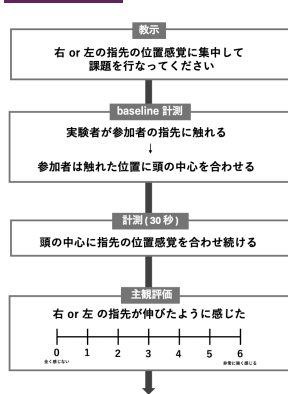 教示
右 or 左の指先の位置感覚に集中して
課題を行なってください
baseline 計測
実験者が参加者の指先に触れる
↓
参加者は触れた位置に頭の中心を合わせる
計測 ( 30 秒 )
頭の中心に指先の位置感覚を合わせ続ける
主観評価
右 or 左 の指先が伸びたように感じた
0 1 2 3 4 5 6
全く感じない 非常に強く感じる